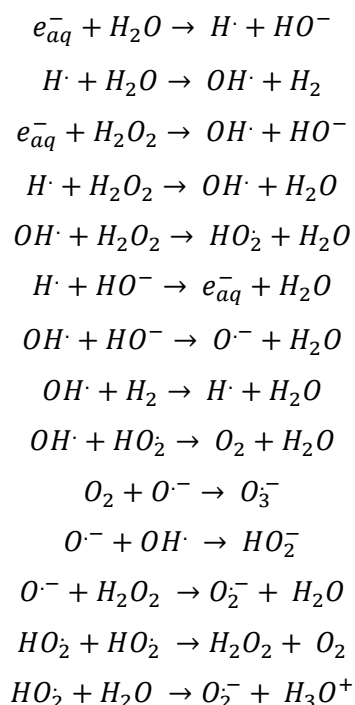 e⁻_aq + H₂O → H· + HO⁻
H· + H₂O → OH· + H₂
e⁻_aq + H₂O₂ → OH· + HO⁻
H· + H₂O₂ → OH· + H₂O
OH· + H₂O₂ → HO₂· + H₂O
H· + HO⁻ → e⁻_aq + H₂O
OH· + HO⁻ → O·⁻ + H₂O
OH· + H₂ → H· + H₂O
OH· + HO₂· → O₂ + H₂O
O₂ + O·⁻ → O₃·⁻
O·⁻ + OH· → HO₂⁻
O·⁻ + H₂O₂ → O₂·⁻ + H₂O
HO₂· + HO₂· → H₂O₂ + O₂
HO₂· + H₂O → O₂·⁻ + H₃O⁺